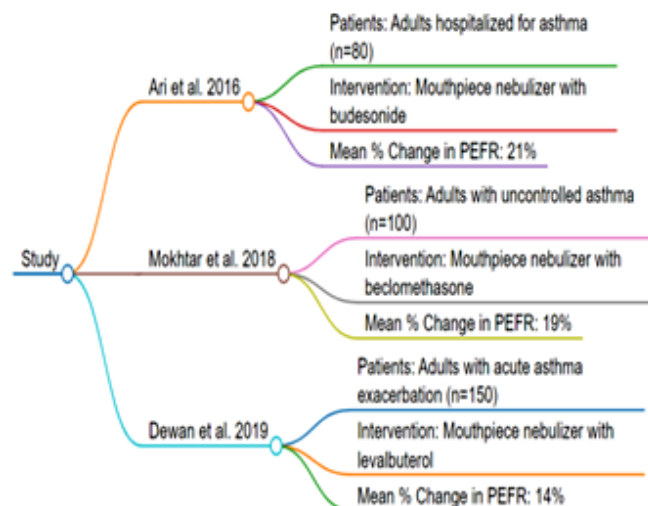 Patients: Adults hospitalized for asthma
(n=80)
Ari et al. 2016
Intervention: Mouthpiece nebulizer with
budesonide
Mean % Change in PEFR: 21%
Patients: Adults with uncontrolled asthma
(n=100)
Study
Mokhtar et al. 2018
Intervention: Mouthpiece nebulizer with
beclomethasone
Mean % Change in PEFR: 19%
Patients: Adults with acute asthma
exacerbation (n=150)
Dewan et al. 2019
Intervention: Mouthpiece nebulizer with
levalbuterol
Mean % Change in PEFR: 14%